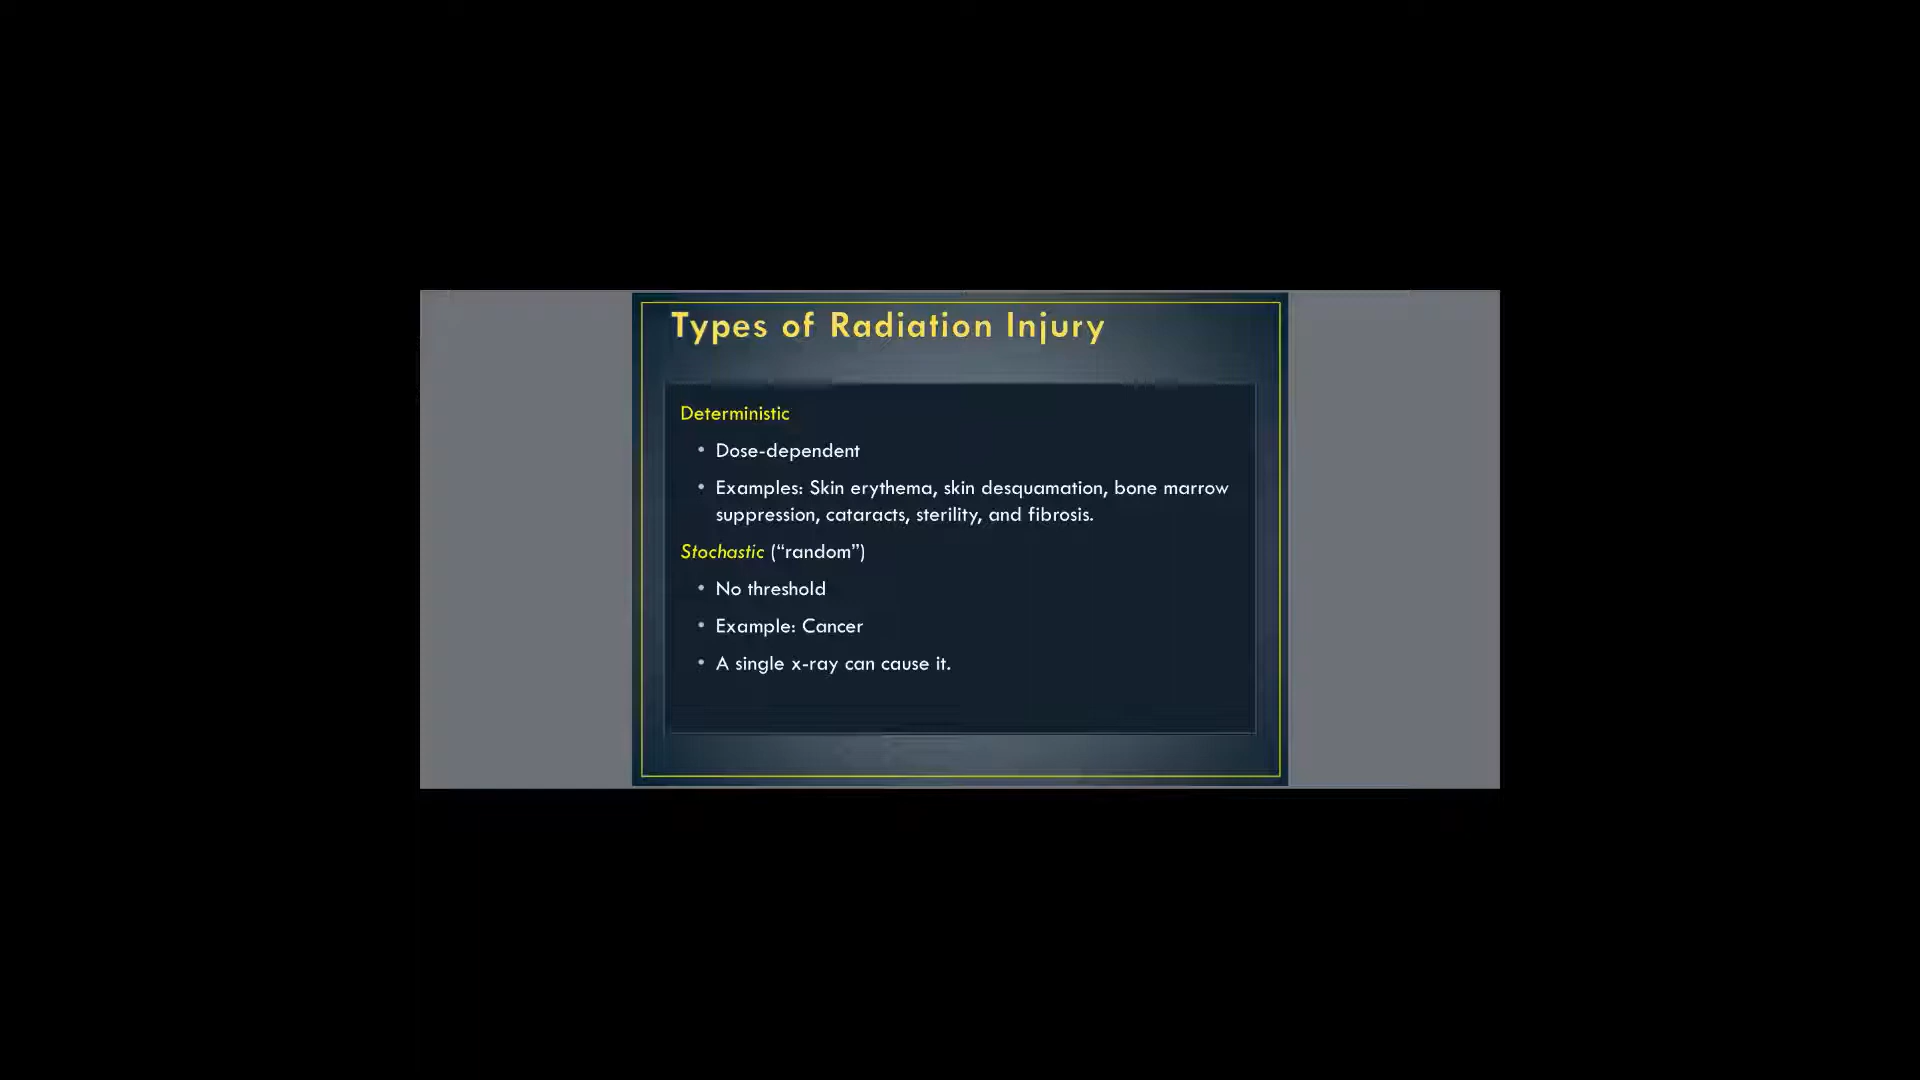 Types of Radiation Injury
Deterministic
• Dose-dependent
• Examples: Skin erythema, skin desquamation, bone marrow
suppression, cataracts, sterility, and fibrosis.
Stochastic (“random”)
• No threshold
• Example: Cancer
• A single x-ray can cause it.